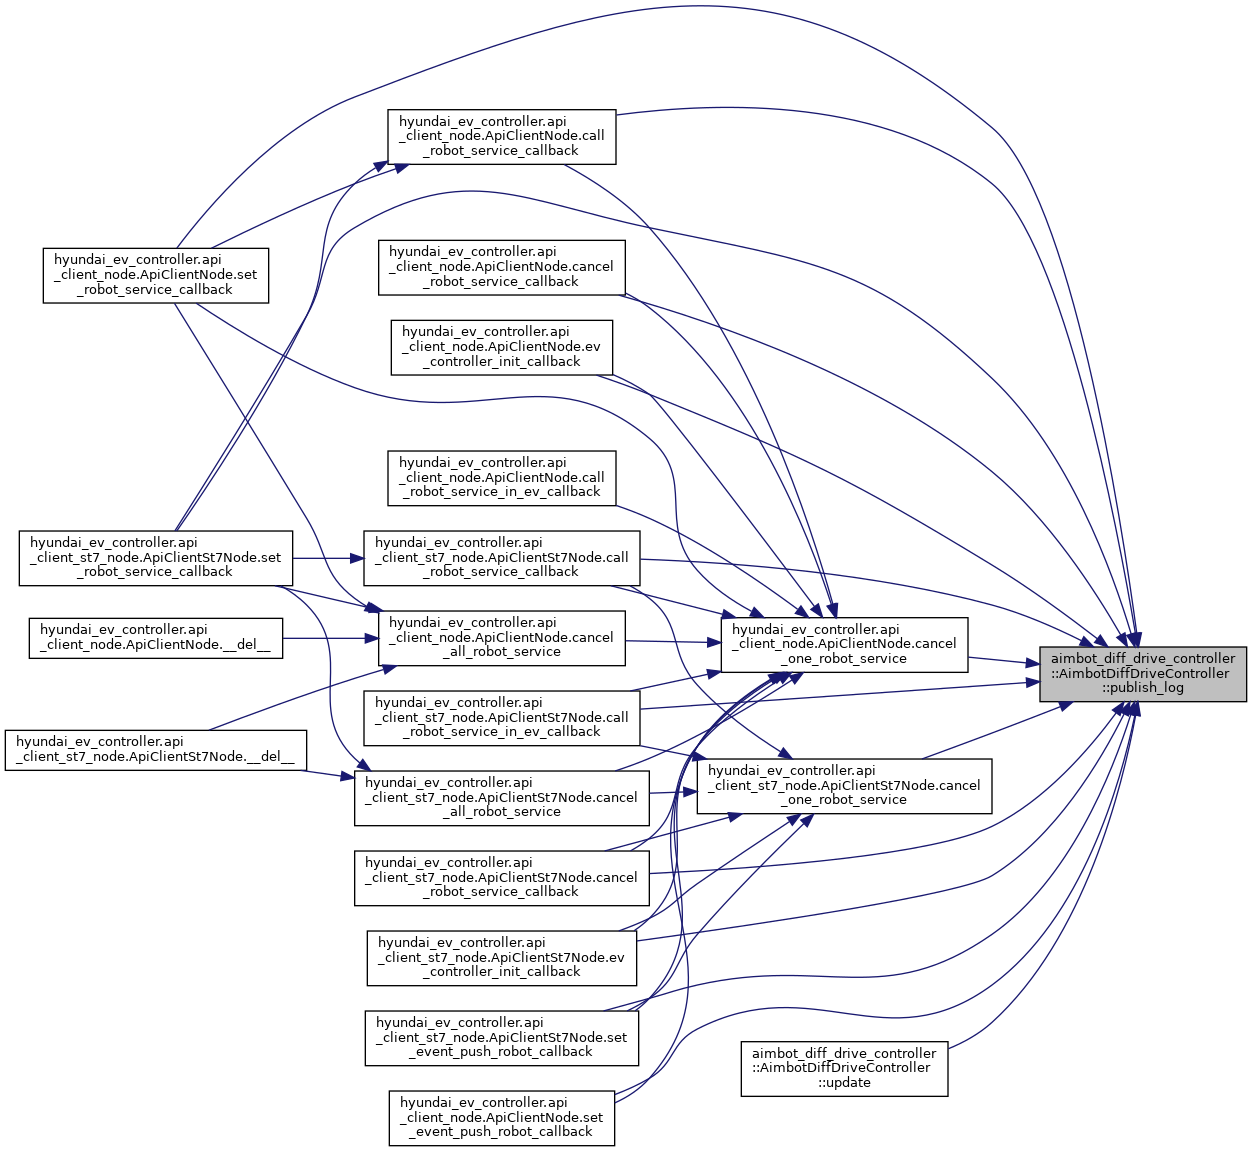 hyundai_ev_controller.api
_client_node.ApiClientNode.call
_robot_service_callback
hyundai_ev_controller.api
_client_node.ApiClientNode.set
_robot_service_callback
hyundai_ev_controller.api
_client_node.ApiClientNode.cancel
_robot_service_callback
hyundai_ev_controller.api
_client_node.ApiClientNode.ev
_controller_init_callback
hyundai_ev_controller.api
_client_node.ApiClientNode.call
_robot_service_in_ev_callback
hyundai_ev_controller.api
_client_st7_node.ApiClientSt7Node.set
_robot_service_callback
hyundai_ev_controller.api
_client_st7_node.ApiClientSt7Node.call
_robot_service_callback
hyundai_ev_controller.api
_client_node.ApiClientNode.__del__
hyundai_ev_controller.api
_client_node.ApiClientNode.cancel
_all_robot_service
hyundai_ev_controller.api
_client_node.ApiClientNode.cancel
_one_robot_service
aimbot_diff_drive_controller
::AimbotDiffDriveController
::publish_log
hyundai_ev_controller.api
_client_st7_node.ApiClientSt7Node.call
_robot_service_in_ev_callback
hyundai_ev_controller.api
_client_st7_node.ApiClientSt7Node.__del__
hyundai_ev_controller.api
_client_st7_node.ApiClientSt7Node.cancel
_all_robot_service
hyundai_ev_controller.api
_client_st7_node.ApiClientSt7Node.cancel
_one_robot_service
hyundai_ev_controller.api
_client_st7_node.ApiClientSt7Node.cancel
_robot_service_callback
hyundai_ev_controller.api
_client_st7_node.ApiClientSt7Node.ev
_controller_init_callback
hyundai_ev_controller.api
_client_st7_node.ApiClientSt7Node.set
_event_push_robot_callback
aimbot_diff_drive_controller
::AimbotDiffDriveController
::update
hyundai_ev_controller.api
_client_node.ApiClientNode.set
_event_push_robot_callback